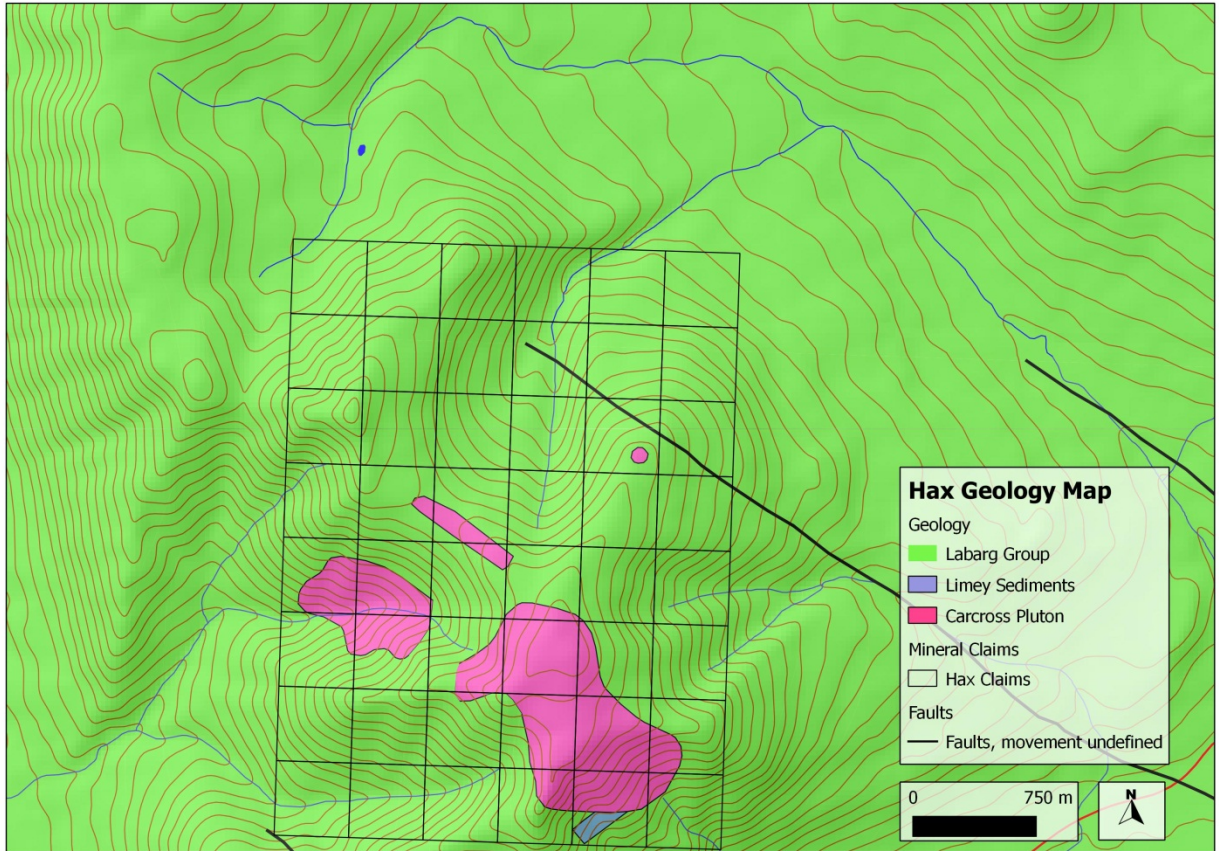 Hax Geology Map
Geology
Labarg Group
Limey Sediments
Carcross Pluton
Mineral Claims
Hax Claims
Faults
Faults, movement undefined
0 750 m
N